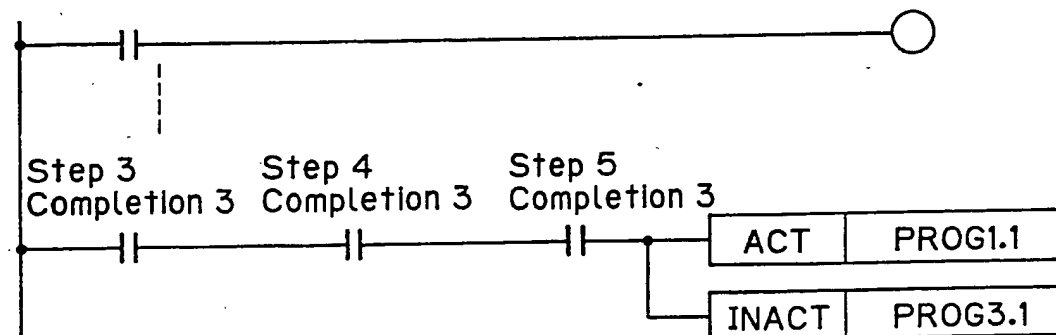 Step 3
Completion 3
Step 4
Completion 3
Step 5
Completion 3
ACT PROG1.1
INACT PROG3.1